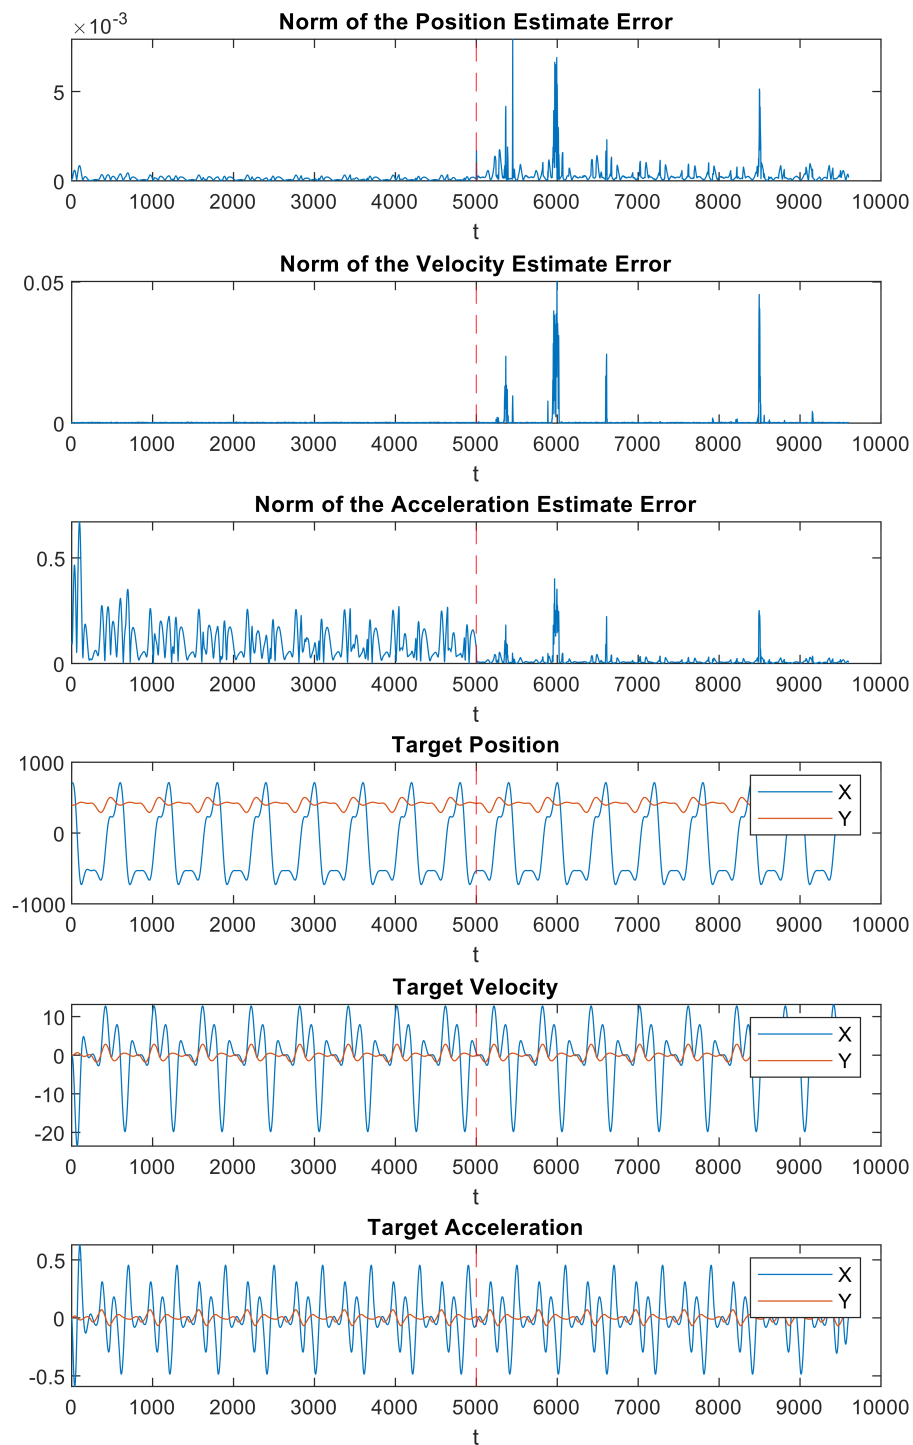 Norm of the Position Estimate Error
×10-3
5
0
0 1000 2000 3000 4000 5000 6000 7000 8000 9000 10000
t
Norm of the Velocity Estimate Error
0.05
0
0 1000 2000 3000 4000 5000 6000 7000 8000 9000 10000
t
Norm of the Acceleration Estimate Error
0.5
0
0 1000 2000 3000 4000 5000 6000 7000 8000 9000 10000
t
Target Position
1000
X
Y
0
-1000
0 1000 2000 3000 4000 5000 6000 7000 8000 9000 10000
t
Target Velocity
10
X
0
Y
-10
-20
0 1000 2000 3000 4000 5000 6000 7000 8000 9000 10000
t
Target Acceleration
0.5
X
Y
0
-0.5
0 1000 2000 3000 4000 5000 6000 7000 8000 9000 10000
t